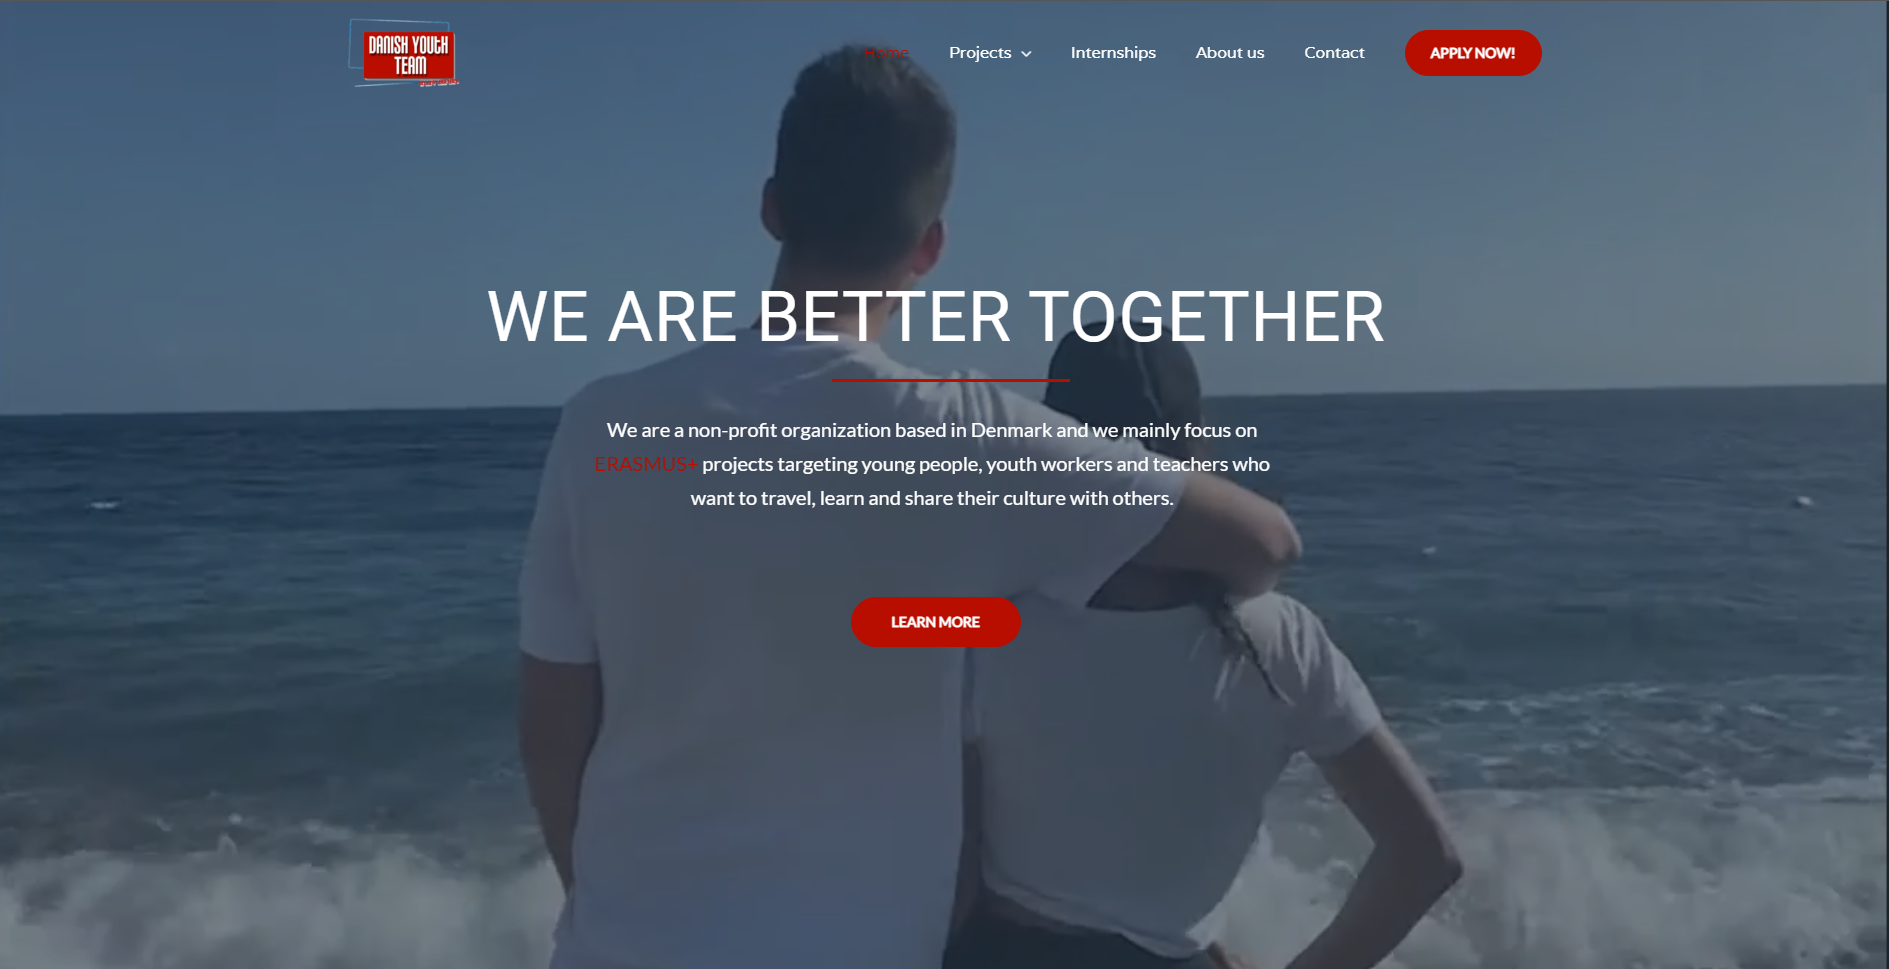 DANISH YOUTH
TEAM
Home
Projects
Internships
About us
Contact
APPLY NOW!
WE ARE BETTER TOGETHER
We are a non-profit organization based in Denmark and we mainly focus on
ERASMUS+ projects targeting young people, youth workers and teachers who
want to travel, learn and share their culture with others.
LEARN MORE